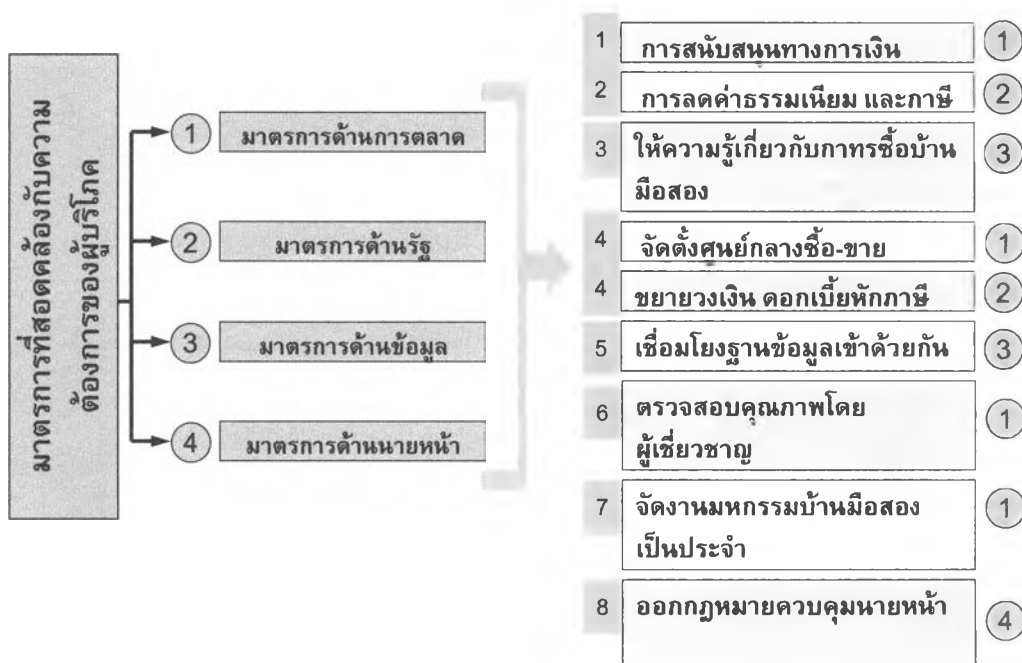 มาตรการที่สอดคล้องกับความ
ต้องการของผู้บริโภค
1 มาตรการด้านการตลาด
2 มาตรการด้านรัฐ
3 มาตรการด้านข้อมูล
4 มาตรการด้านนายหน้า
1 การสนับสนุนทางการเงิน 1
2 การลดค่าธรรมเนียม และภาษี 2
3 ให้ความรู้เกี่ยวกับกาทรซื้อบ้าน 3
มือสอง
4 จัดตั้งศูนย์กลางซื้อ-ขาย 1
4 ขยายวงเงิน ดอกเบี้ยหักภาษี 2
5 เชื่อมโยงฐานข้อมูลเข้าค้วยกัน 3
6 ตรวจสอบคุณภาพโดย 1
ผู้เชี่ยวชาญ
7 จัดงานมหกรรมบ้านมือสอง 1
เป็นประจำ
8 ออกกฎหมายควบคุมนายหน้า 4